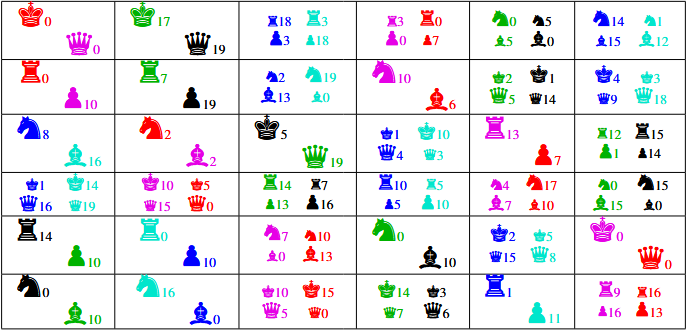 0 17 18 3 3 0 0 5 14 1
0 19 3 18 0 7 5 0 15 12
0 7 2 19 10 2 1 4 3
10 19 13 0 6 5 14 9 18
8 2 5 1 10 13 12 15
16 2 19 4 3 7 1 14
1 14 10 5 14 7 10 5 4 17 0 15
16 19 15 0 13 16 5 10 7 10 15 0
14 0 7 10 0 2 5 0
10 10 0 13 10 15 8 0
0 16 10 15 14 3 1 9 16
10 0 5 0 7 6 11 16 13